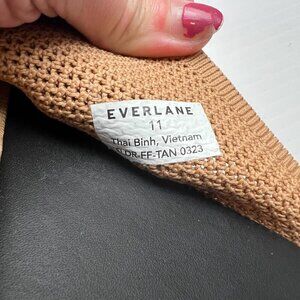 EVERLANE
11
Thai Binh, Vietnam
DR-FF-TAN 0323